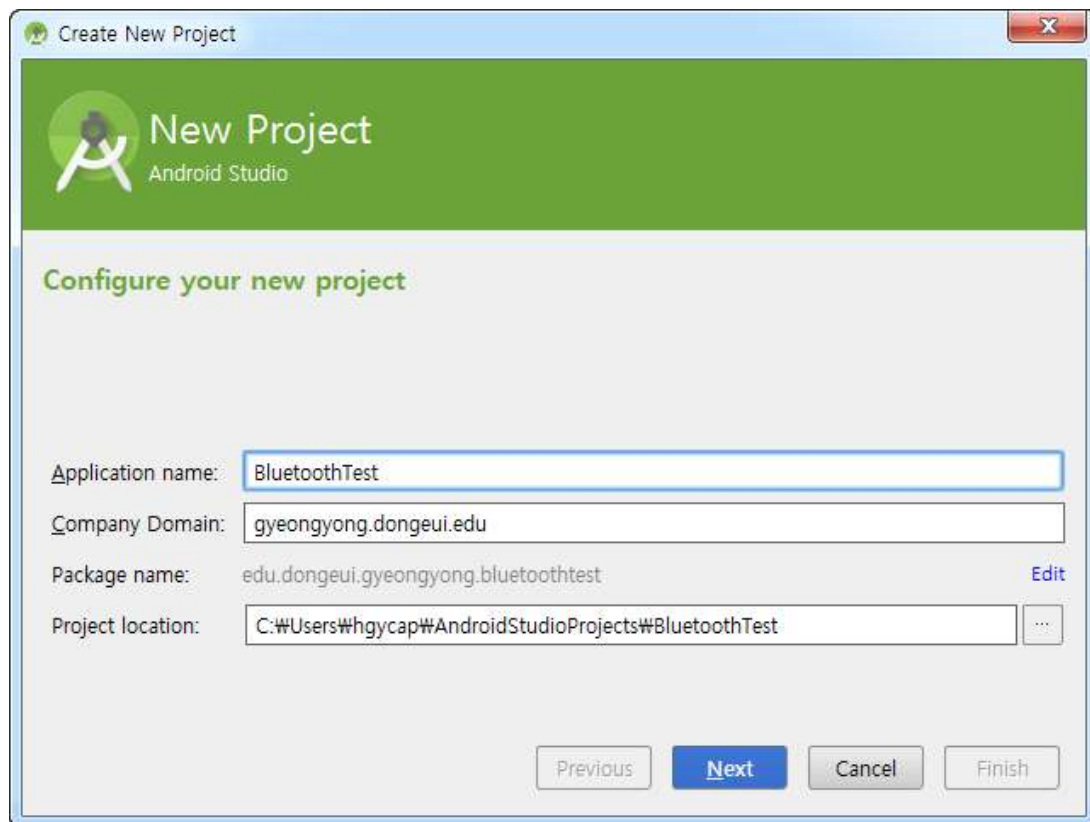 Create New Project
New Project
Android Studio
Configure your new project
Application name: BluetoothTest
Company Domain: gyeongyong.dongeui.edu
Package name: edu.dongeui.gyeongyong.bluetoothtest Edit
Project location: C:₩Users₩hgycap₩AndroidStudioProjects₩BluetoothTest ...
Previous Next Cancel Finish